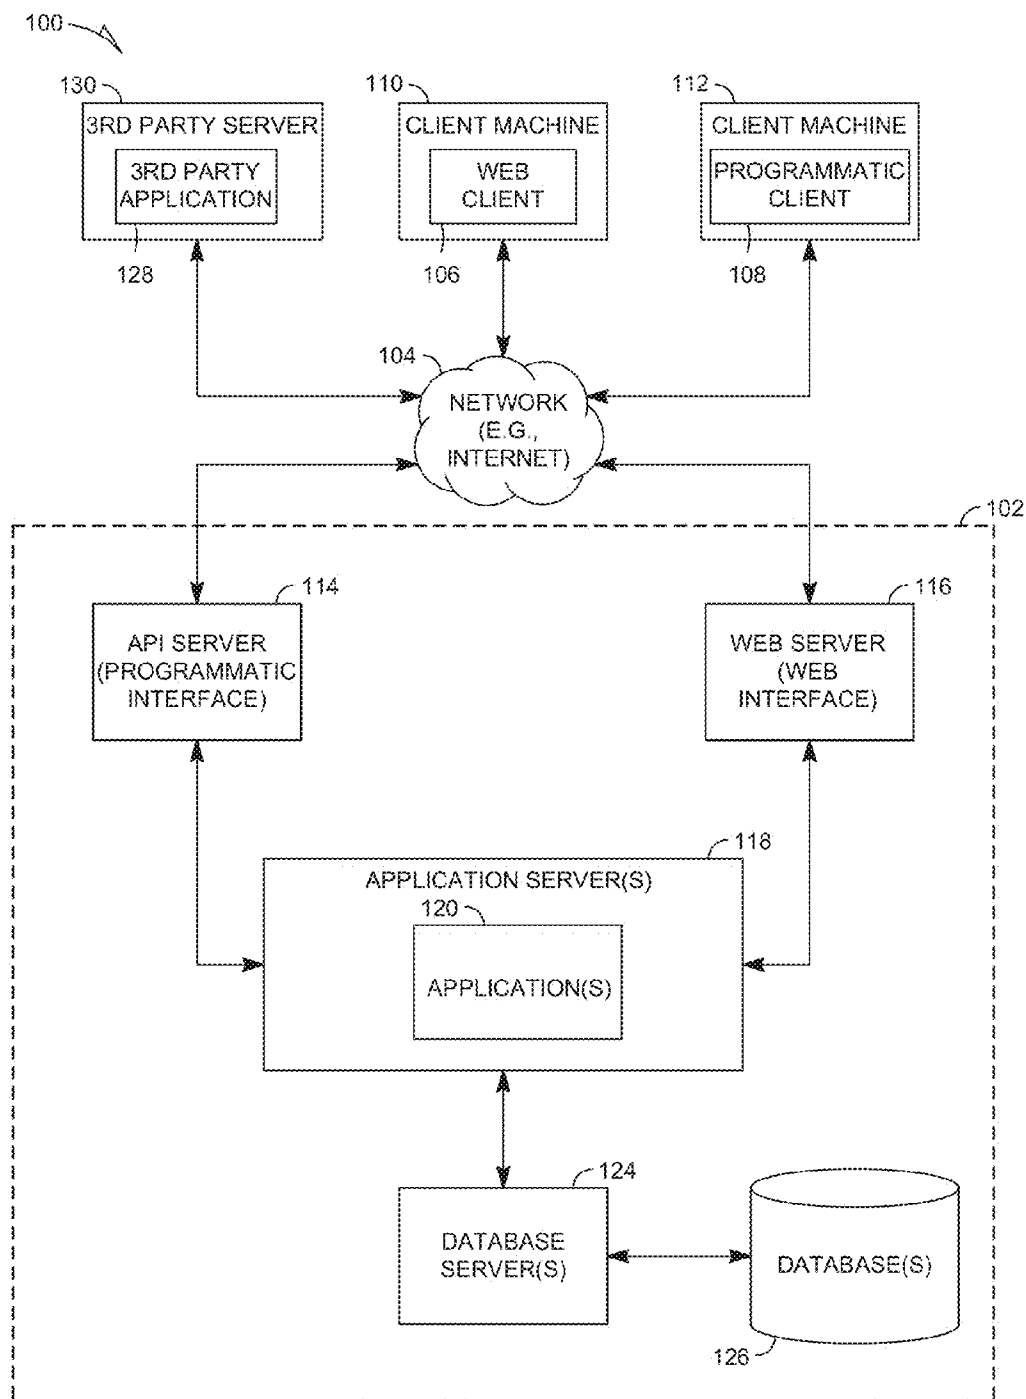 100
130
3RD PARTY SERVER
3RD PARTY
APPLICATION
128
110
CLIENT MACHINE
WEB
CLIENT
106
112
CLIENT MACHINE
PROGRAMMATIC
CLIENT
108
104
NETWORK
(E.G.,
INTERNET)
102
114
API SERVER
(PROGRAMMATIC
INTERFACE)
116
WEB SERVER
(WEB
INTERFACE)
118
APPLICATION SERVER(S)
120
APPLICATION(S)
124
DATABASE
SERVER(S)
DATABASE(S)
126